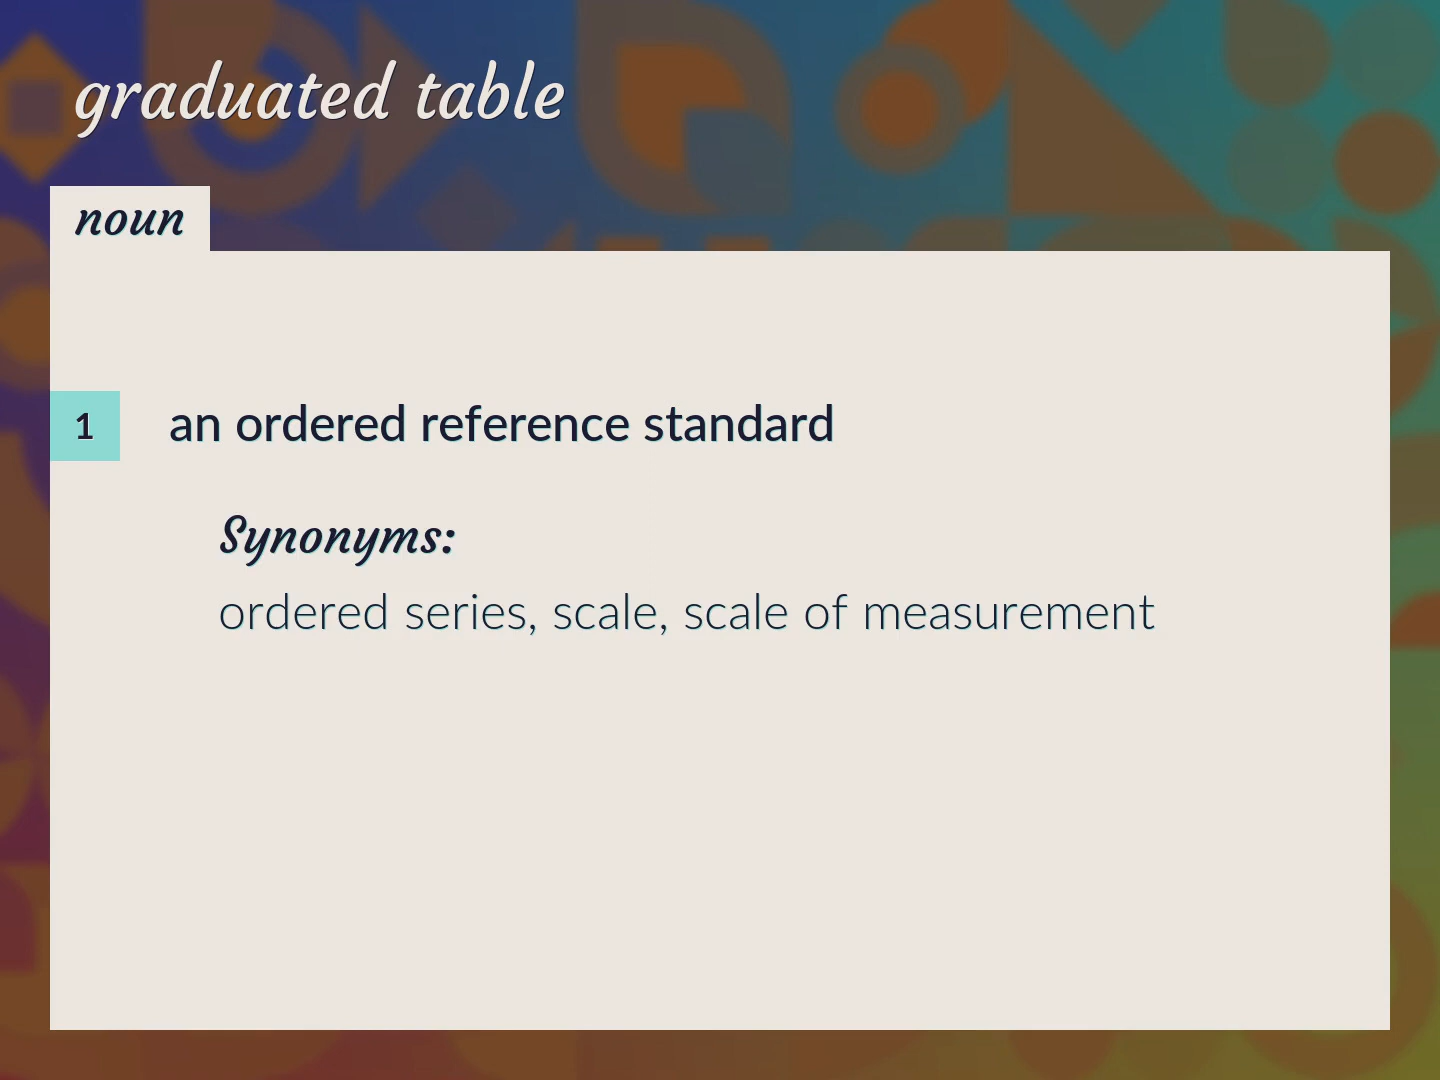 graduated table
noun
1
an ordered reference standard
Synonyms:
ordered series, scale, scale of measurement